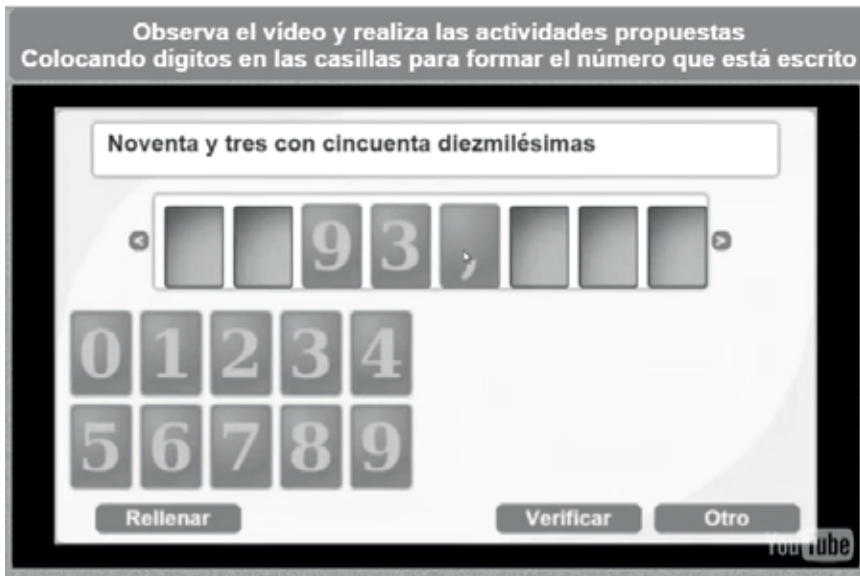 Observa el vídeo y realiza las actividades propuestas
Colocando dígitos en las casillas para formar el número que está escrito
Noventa y tres con cincuenta diezmilésimas
< 9 3 , >
0 1 2 3 4
5 6 7 8 9
Rellenar Verificar Otro
YouTube